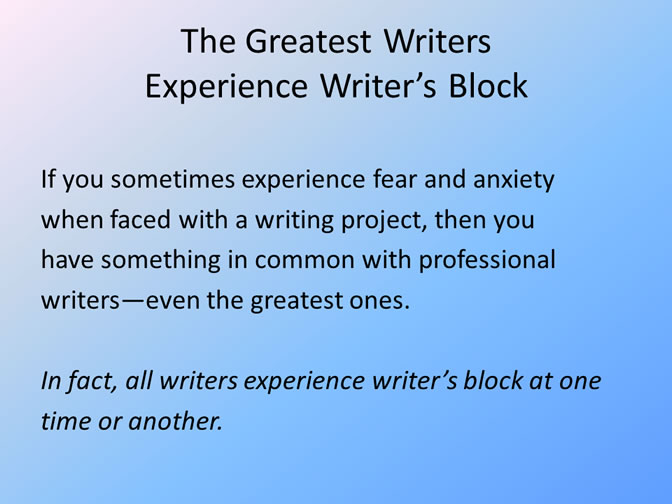 The Greatest Writers
Experience Writer’s Block
If you sometimes experience fear and anxiety
when faced with a writing project, then you
have something in common with professional
writers—even the greatest ones.
In fact, all writers experience writer’s block at one
time or another.